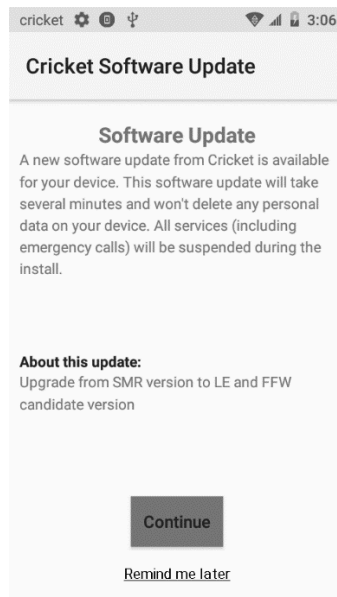 cricket 3:06
Cricket Software Update
Software Update
A new software update from Cricket is available
for your device. This software update will take
several minutes and won't delete any personal
data on your device. All services (including
emergency calls) will be suspended during the
install.
About this update:
Upgrade from SMR version to LE and FFW
candidate version
Continue
Remind me later